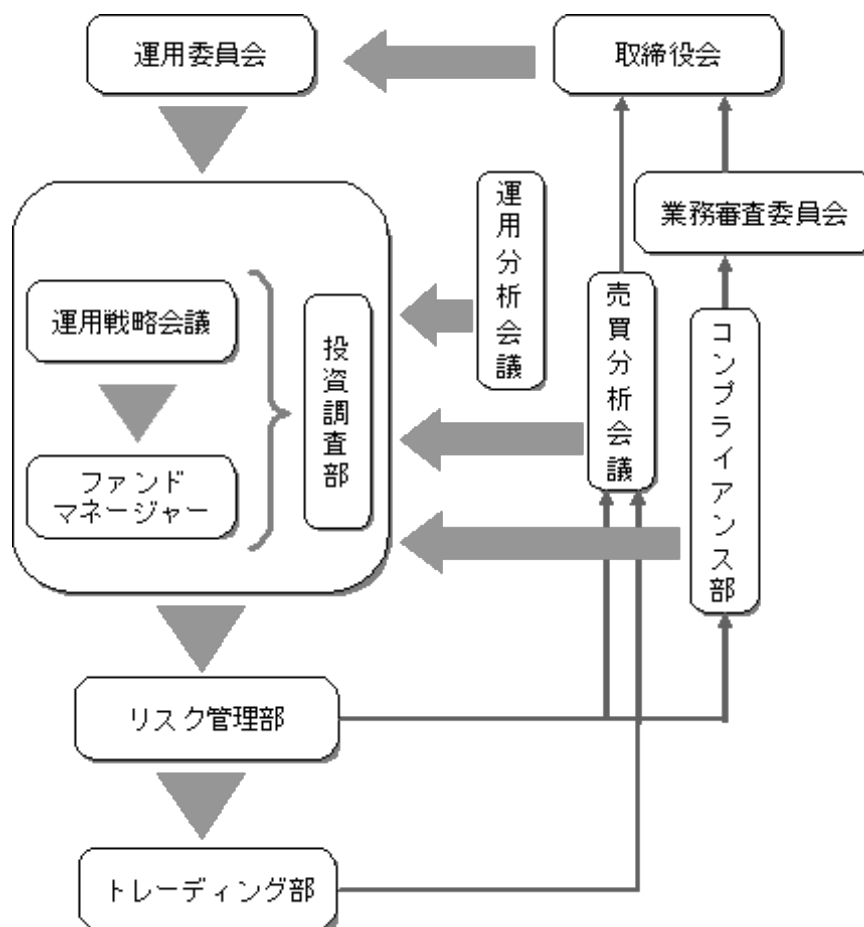 運用委員会
取締役会
運用分析会議
業務審査委員会
運用戦略会議
投資調査部
売買分析会議
コンプライアンス部
ファンド
マネージャー
リスク管理部
トレーディング部